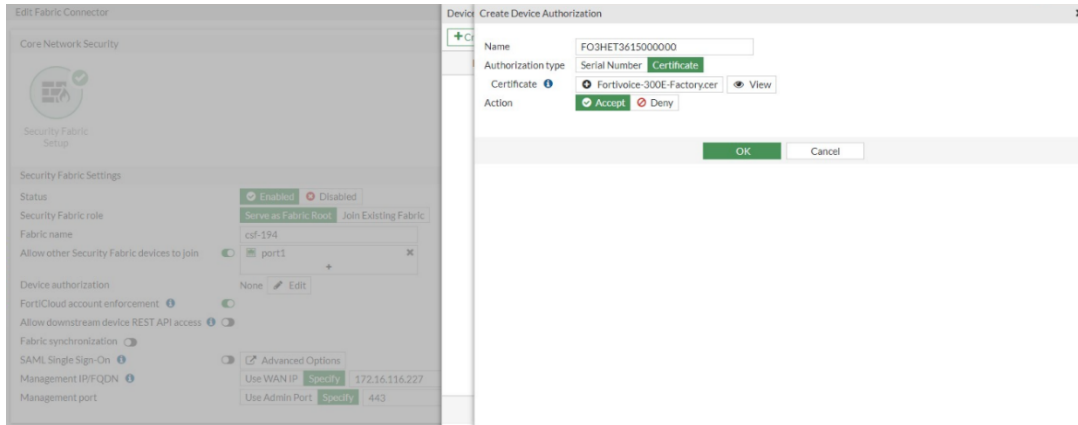 Edit Fabric Connector
Core Network Security
Security Fabric
Setup
Security Fabric Settings
Status Enabled Disabled
Security Fabric role Serve as Fabric Root Join Existing Fabric
Fabric name csf-194
Allow other Security Fabric devices to join port1
+
Device authorization None Edit
FortiCloud account enforcement
Allow downstream device REST API access
Fabric synchronization
SAML Single Sign-On Advanced Options
Management IP/FQDN Use WAN IP Specify 172.16.116.227
Management port Use Admin Port Specify 443
Device
+Cr
Create Device Authorization
Name FO3HET3615000000
Authorization type Serial Number Certificate
Certificate Fortivoice-300E-Factory.cer View
Action Accept Deny
OK Cancel